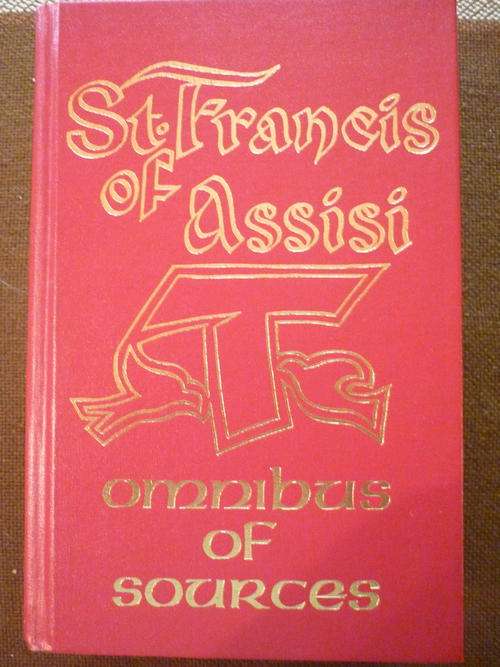 St. Francis
of Assisi
omnibus
of
sources